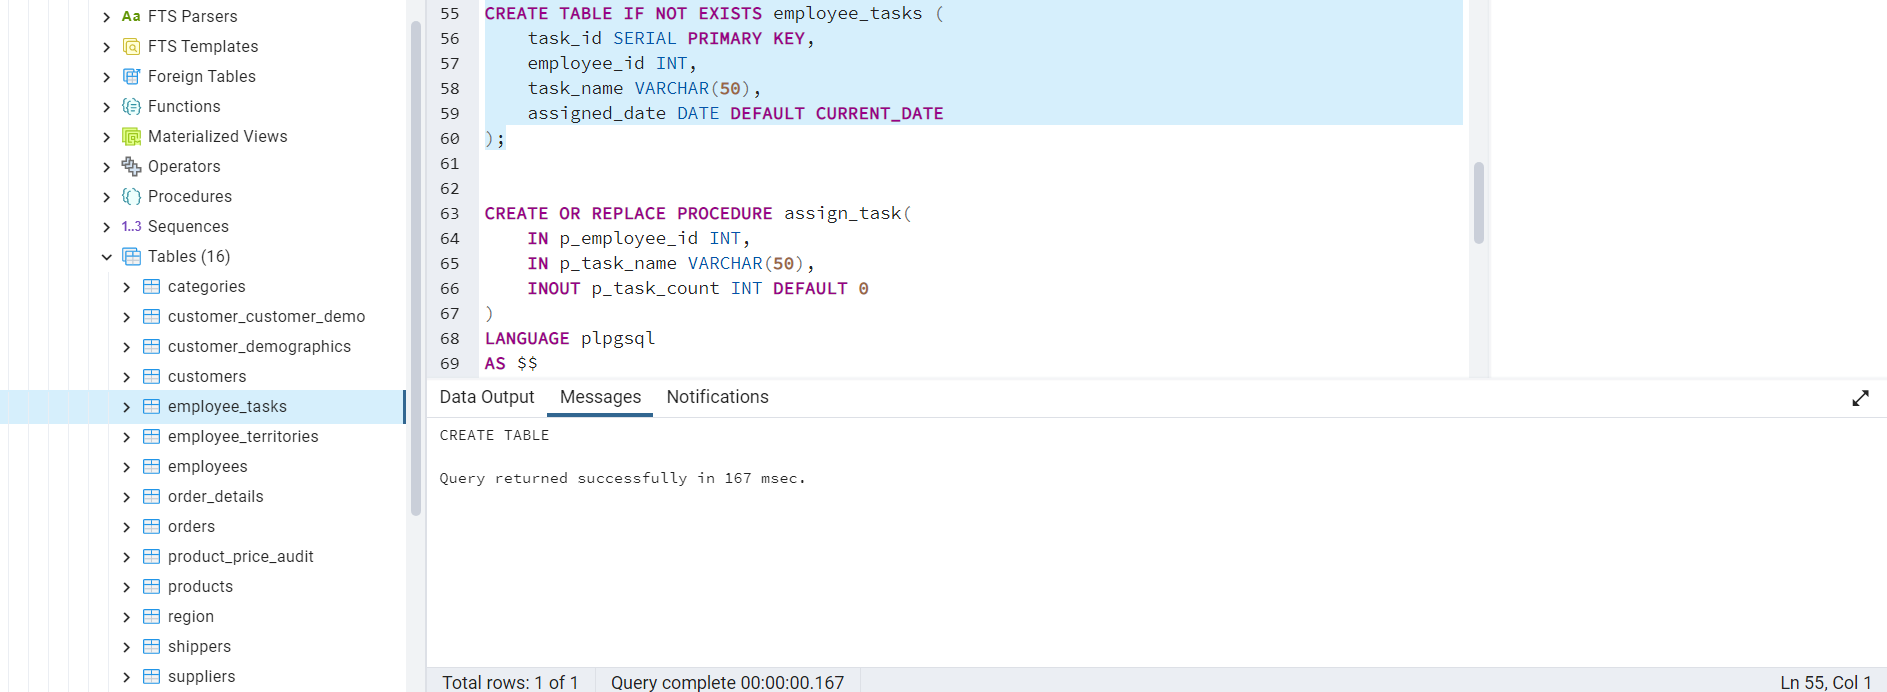 Aa FTS Parsers
FTS Templates
Foreign Tables
Functions
Materialized Views
Operators
Procedures
1..3 Sequences
Tables (16)
categories
customer_customer_demo
customer_demographics
customers
employee_tasks
employee_territories
employees
order_details
orders
product_price_audit
products
region
shippers
suppliers
55 CREATE TABLE IF NOT EXISTS employee_tasks (
56 task_id SERIAL PRIMARY KEY,
57 employee_id INT,
58 task_name VARCHAR(50),
59 assigned_date DATE DEFAULT CURRENT_DATE
60 );
61
62
63 CREATE OR REPLACE PROCEDURE assign_task(
64 IN p_employee_id INT,
65 IN p_task_name VARCHAR(50),
66 INOUT p_task_count INT DEFAULT 0
67 )
68 LANGUAGE plpgsql
69 AS $$
Data Output Messages Notifications
CREATE TABLE
Query returned successfully in 167 msec.
Total rows: 1 of 1 Query complete 00:00:00.167 Ln 55, Col 1